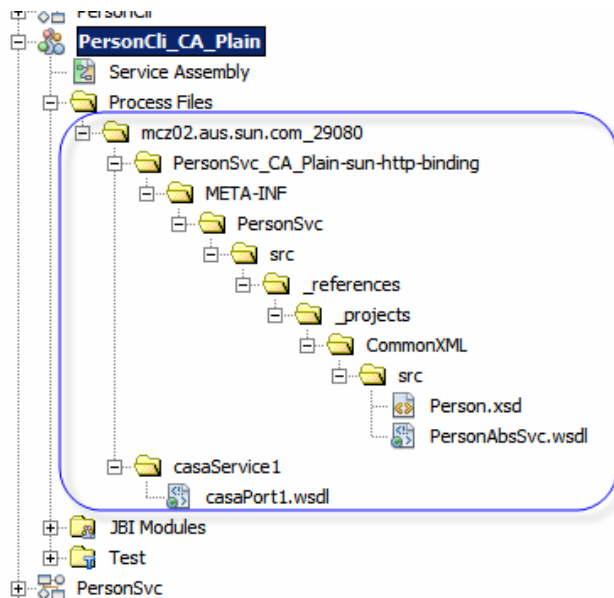 PersonCli
PersonCli_CA_Plain
Service Assembly
Process Files
mcz02.aus.sun.com_29080
PersonSvc_CA_Plain-sun-http-binding
META-INF
PersonSvc
src
_references
_projects
CommonXML
src
Person.xsd
PersonAbsSvc.wsdl
casaService1
casaPort1.wsdl
JBI Modules
Test
PersonSvc